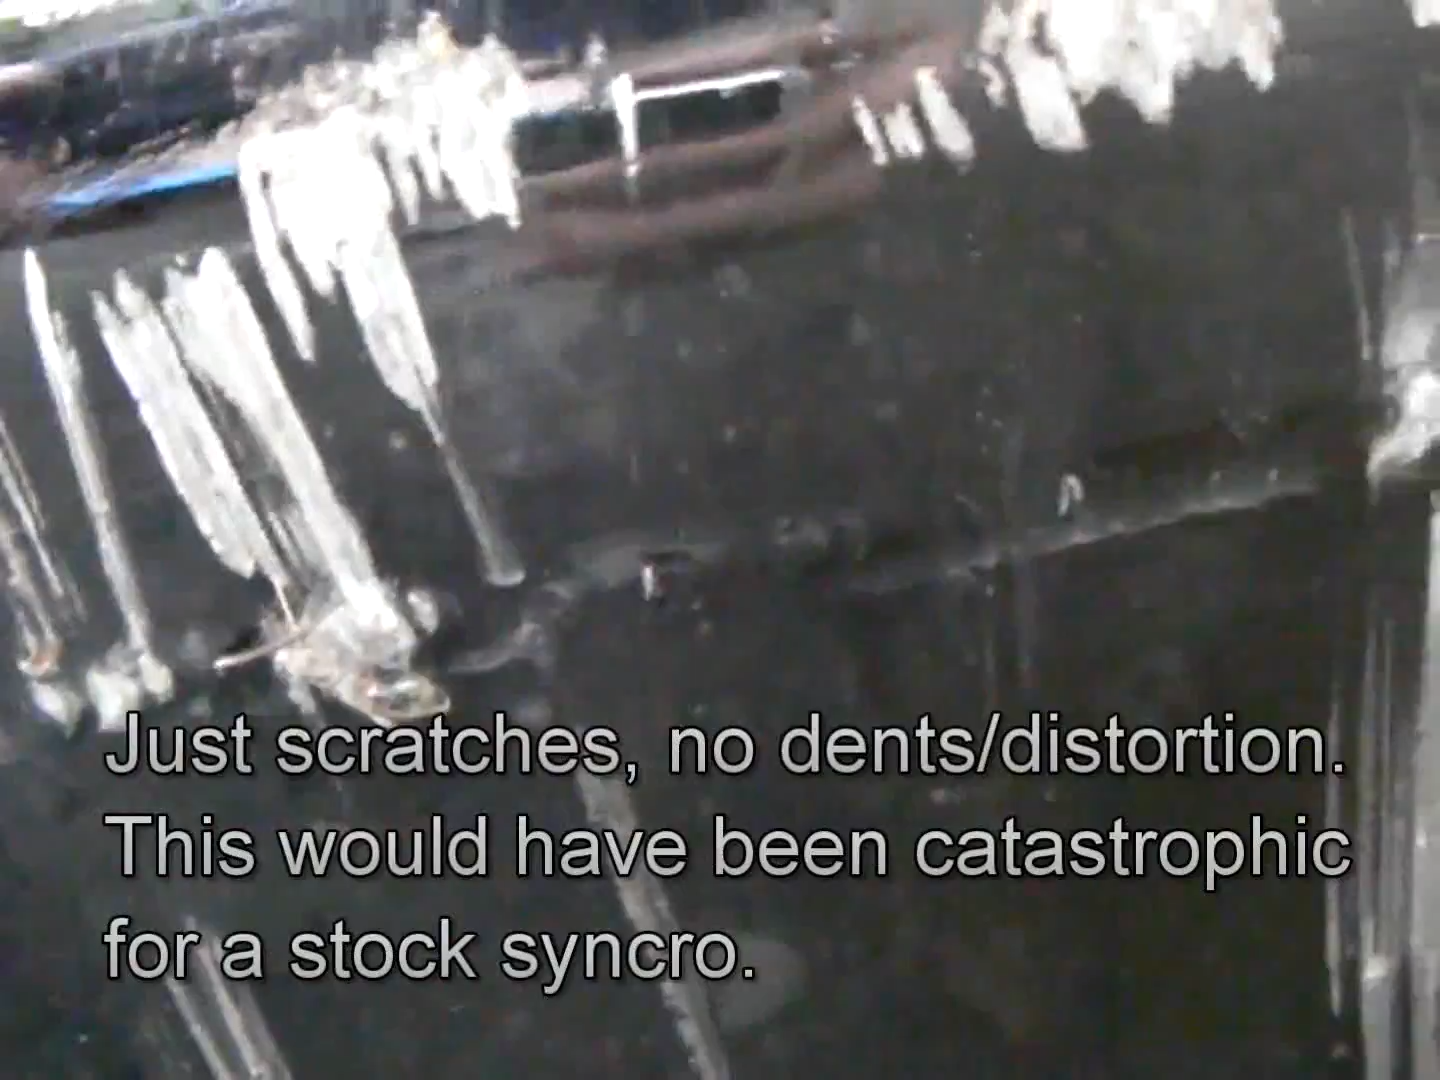 Just scratches, no dents/distortion.
This would have been catastrophic
for a stock syncro.